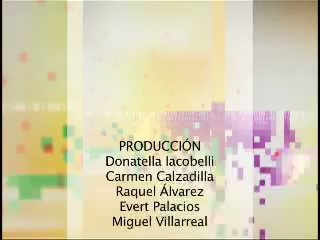 PRODUCCIÓN
Donatella Iacobelli
Carmen Calzadilla
Raquel Álvarez
Evert Palacios
Miguel Villarreal